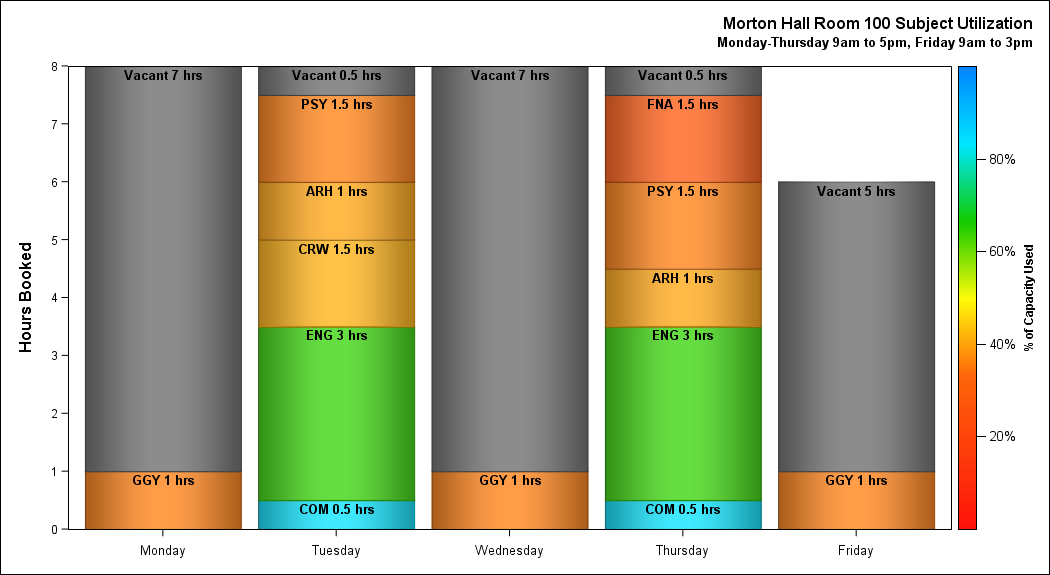 Morton Hall Room 100 Subject Utilization
Monday-Thursday 9am to 5pm, Friday 9am to 3pm
Hours Booked
8
7
6
5
4
3
2
1
0
Vacant 7 hrs
GGY 1 hrs
Monday
Vacant 0.5 hrs
PSY 1.5 hrs
ARH 1 hrs
CRW 1.5 hrs
ENG 3 hrs
COM 0.5 hrs
Tuesday
Vacant 7 hrs
GGY 1 hrs
Wednesday
Vacant 0.5 hrs
FNA 1.5 hrs
PSY 1.5 hrs
ARH 1 hrs
ENG 3 hrs
COM 0.5 hrs
Thursday
Vacant 5 hrs
GGY 1 hrs
Friday
80%
60%
40%
20%
% of Capacity Used